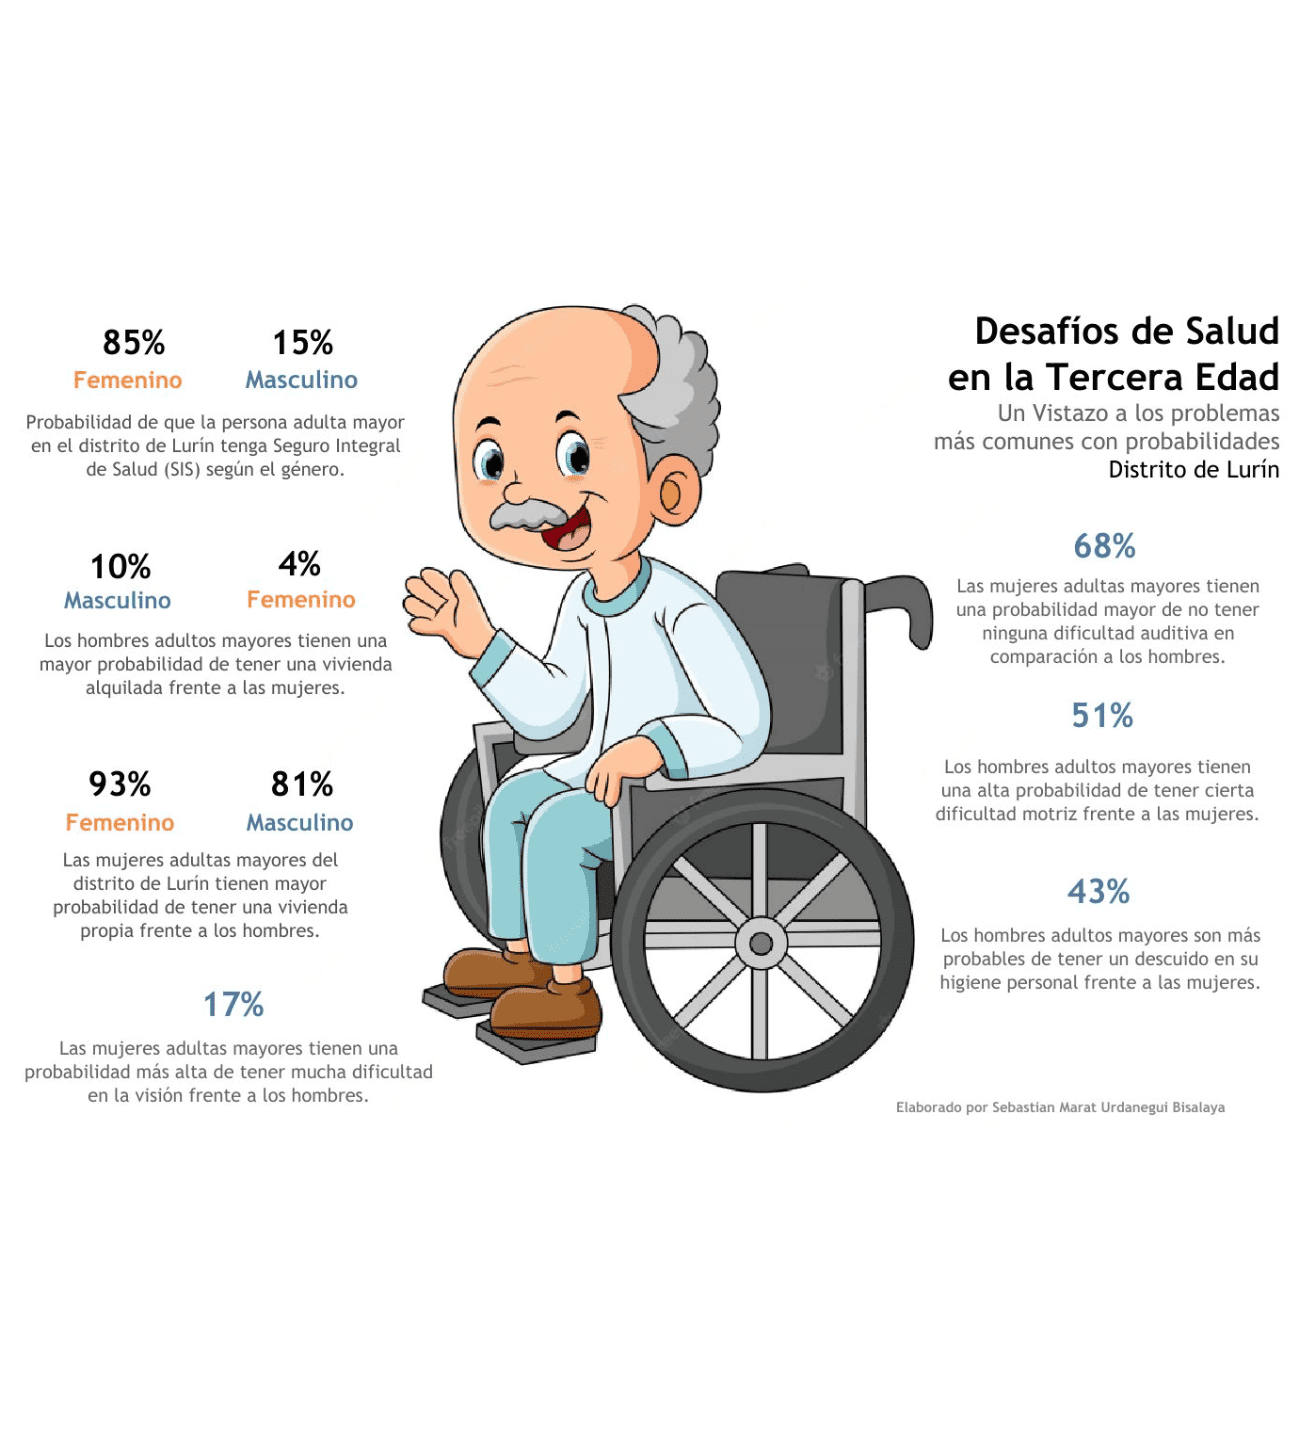 Desafíos de Salud
en la Tercera Edad
Un Vistazo a los problemas
más comunes con probabilidades
Distrito de Lurín
85%
Femenino
15%
Masculino
Probabilidad de que la persona adulta mayor
en el distrito de Lurín tenga Seguro Integral
de Salud (SIS) según el género.
10%
Masculino
4%
Femenino
Los hombres adultos mayores tienen una
mayor probabilidad de tener una vivienda
alquilada frente a las mujeres.
93%
Femenino
81%
Masculino
Las mujeres adultas mayores del
distrito de Lurín tienen mayor
probabilidad de tener una vivienda
propia frente a los hombres.
17%
Las mujeres adultas mayores tienen una
probabilidad más alta de tener mucha dificultad
en la visión frente a los hombres.
68%
Las mujeres adultas mayores tienen
una probabilidad mayor de no tener
ninguna dificultad auditiva en
comparación a los hombres.
51%
Los hombres adultos mayores tienen
una alta probabilidad de tener cierta
dificultad motriz frente a las mujeres.
43%
Los hombres adultos mayores son más
probables de tener un descuido en su
higiene personal frente a las mujeres.
Elaborado por Sebastian Marat Urdanegui Bisalaya